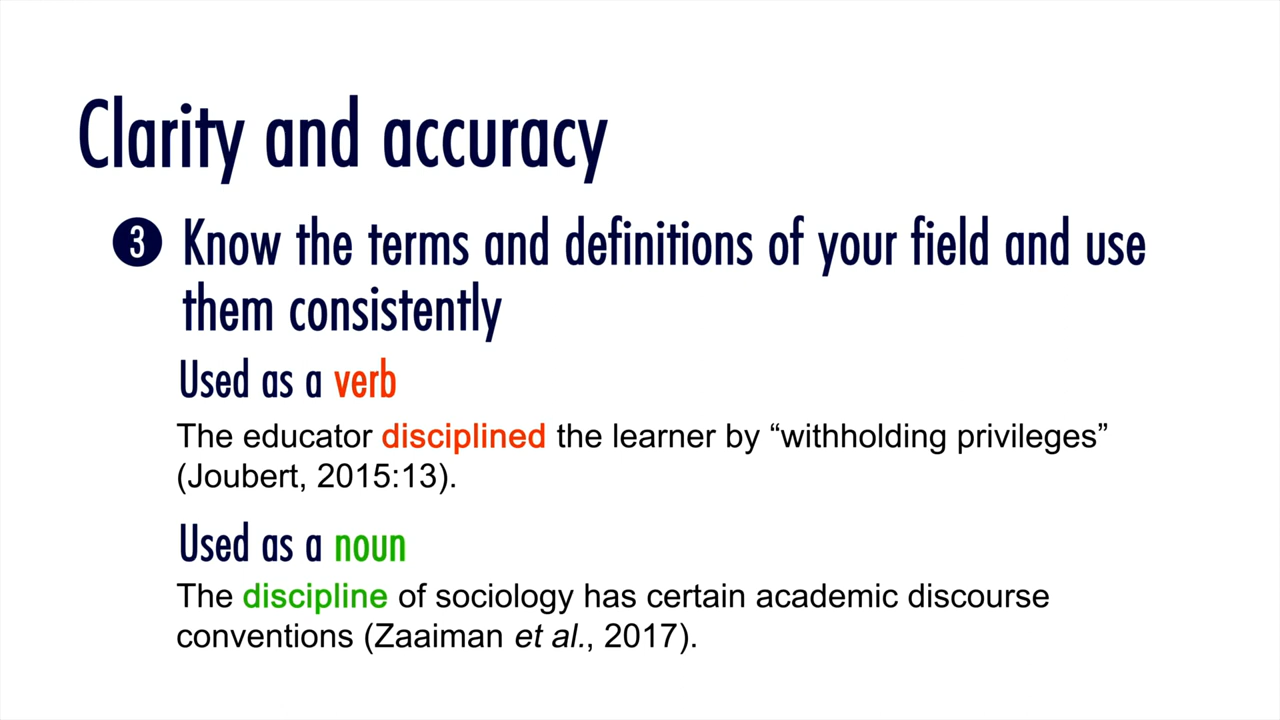 Clarity and accuracy
❸ Know the terms and definitions of your field and use
them consistently
Used as a verb
The educator disciplined the learner by “withholding privileges”
(Joubert, 2015:13).
Used as a noun
The discipline of sociology has certain academic discourse
conventions (Zaaiman et al., 2017).